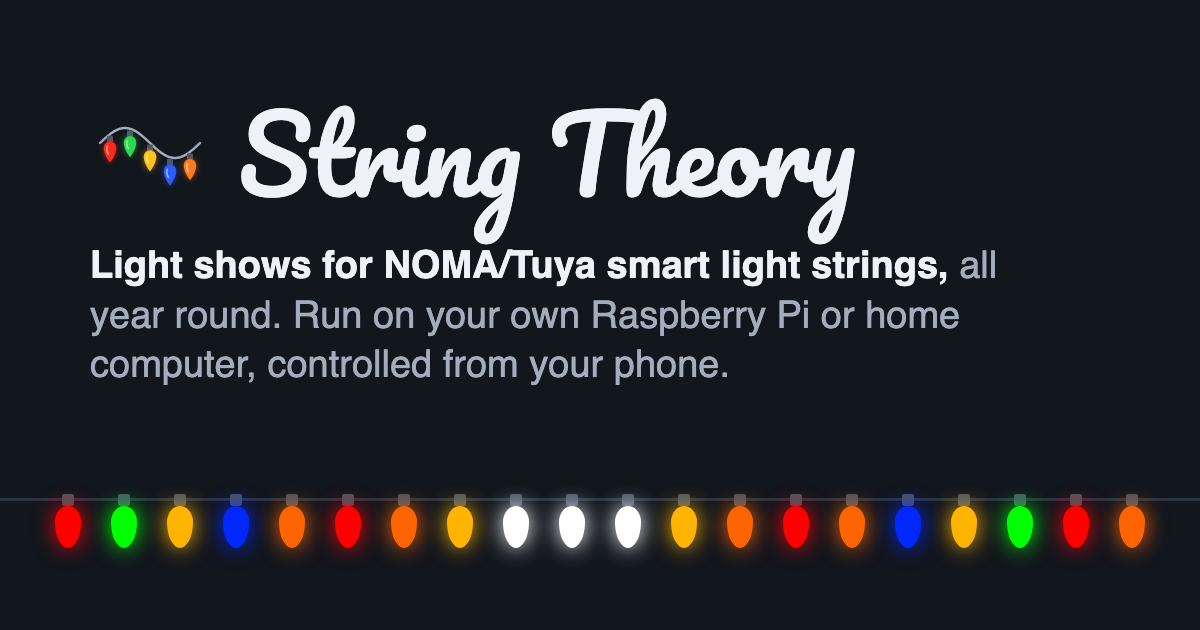 String Theory
Light shows for NOMA/Tuya smart light strings, all
year round. Run on your own Raspberry Pi or home
computer, controlled from your phone.